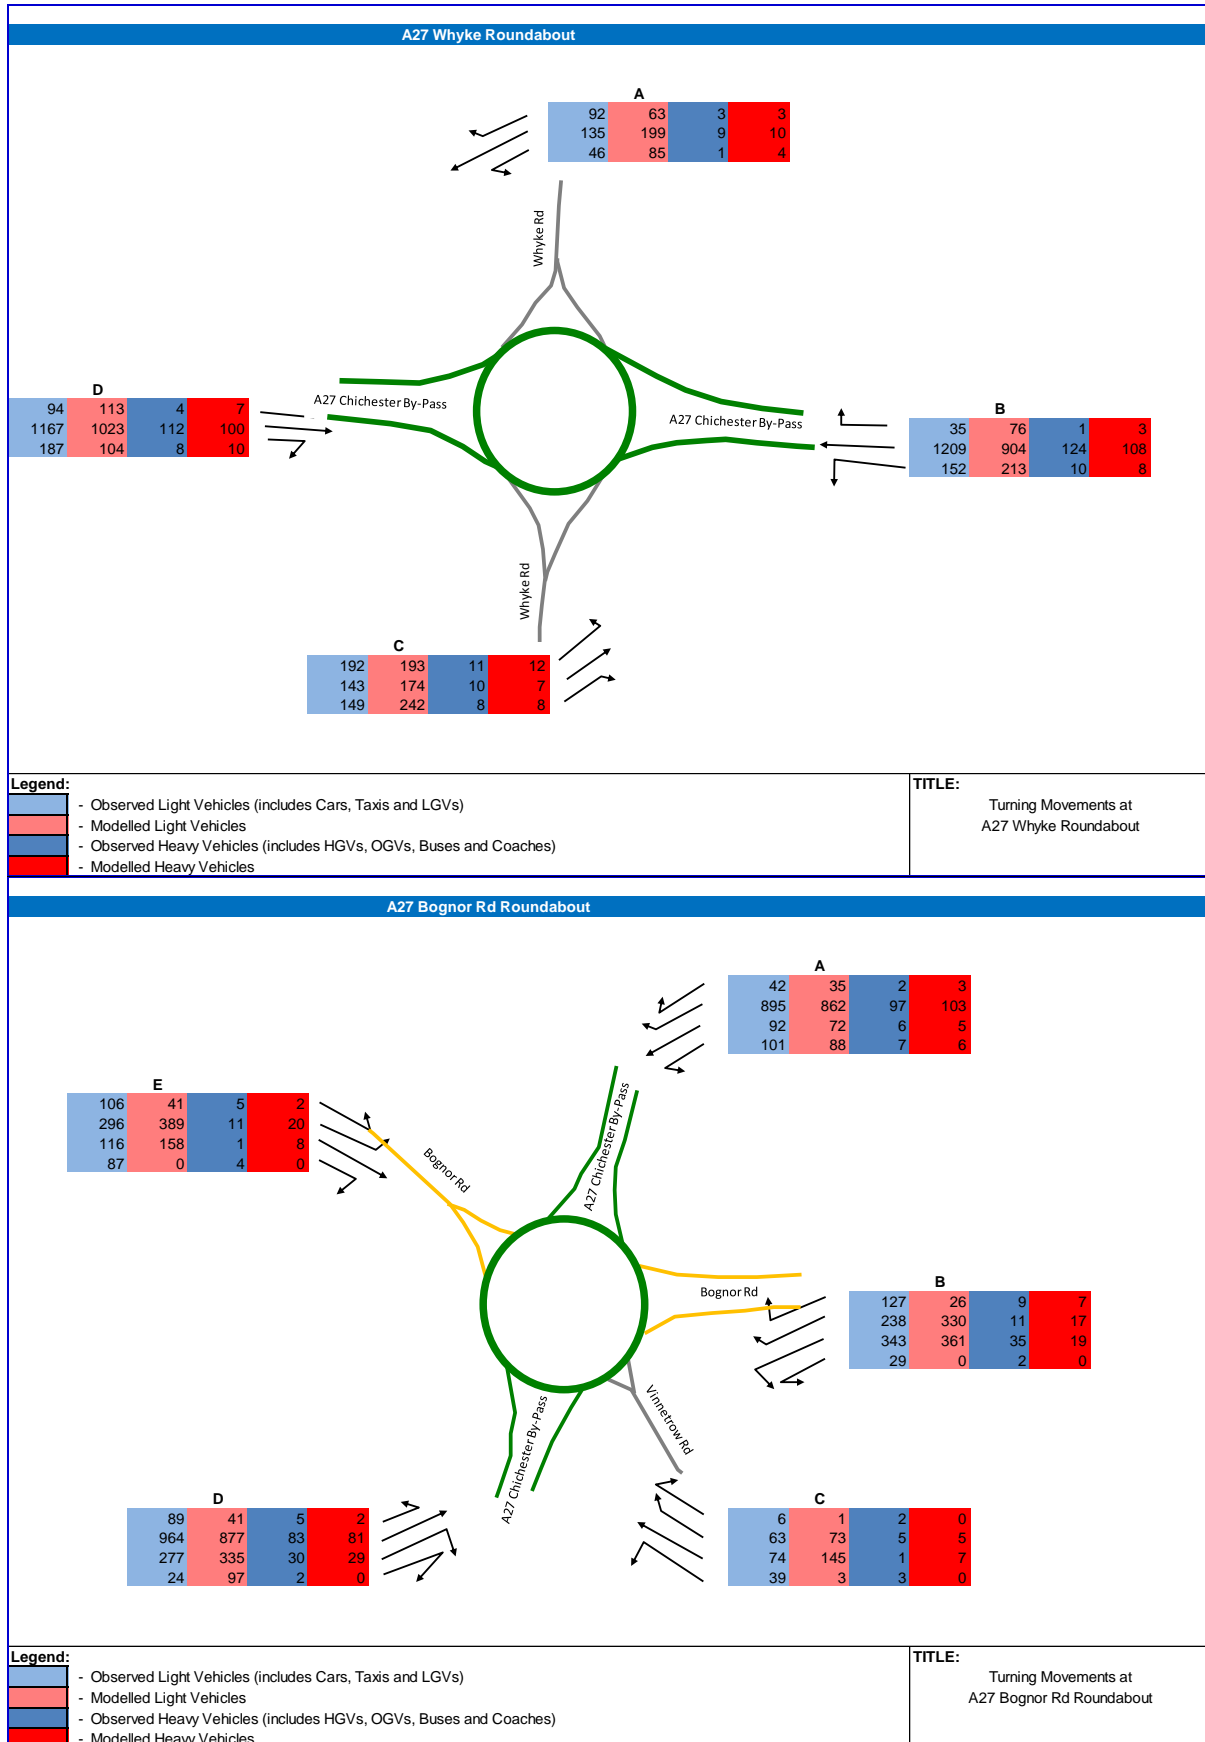 A27 Whyke Roundabout
A
92 63 3 3
135 199 9 10
46 85 1 4
Whyke Rd
D
94 113 4 7
1167 1023 112 100
187 104 8 10
A27 Chichester By-Pass
A27 Chichester By-Pass
B
35 76 1 3
1209 904 124 108
152 213 10 8
Whyke Rd
C
192 193 11 12
143 174 10 7
149 242 8 8
Legend:
- Observed Light Vehicles (includes Cars, Taxis and LGVs)
- Modelled Light Vehicles
- Observed Heavy Vehicles (includes HGVs, OGVs, Buses and Coaches)
- Modelled Heavy Vehicles
TITLE:
Turning Movements at
A27 Whyke Roundabout
A27 Bognor Rd Roundabout
A
42 35 2 3
895 862 97 103
92 72 6 5
101 88 7 6
E
106 41 5 2
296 389 11 20
116 158 1 8
87 0 4 0
A27 Chichester By-Pass
Bognor Rd
Bognor Rd
B
127 26 9 7
238 330 11 17
343 361 35 19
29 0 2 0
Vinnetrow Rd
A27 Chichester By-Pass
D
89 41 5 2
964 877 83 81
277 335 30 29
24 97 2 0
C
6 1 2 0
63 73 5 5
74 145 1 7
39 3 3 0
Legend:
- Observed Light Vehicles (includes Cars, Taxis and LGVs)
- Modelled Light Vehicles
- Observed Heavy Vehicles (includes HGVs, OGVs, Buses and Coaches)
- Modelled Heavy Vehicles
TITLE:
Turning Movements at
A27 Bognor Rd Roundabout